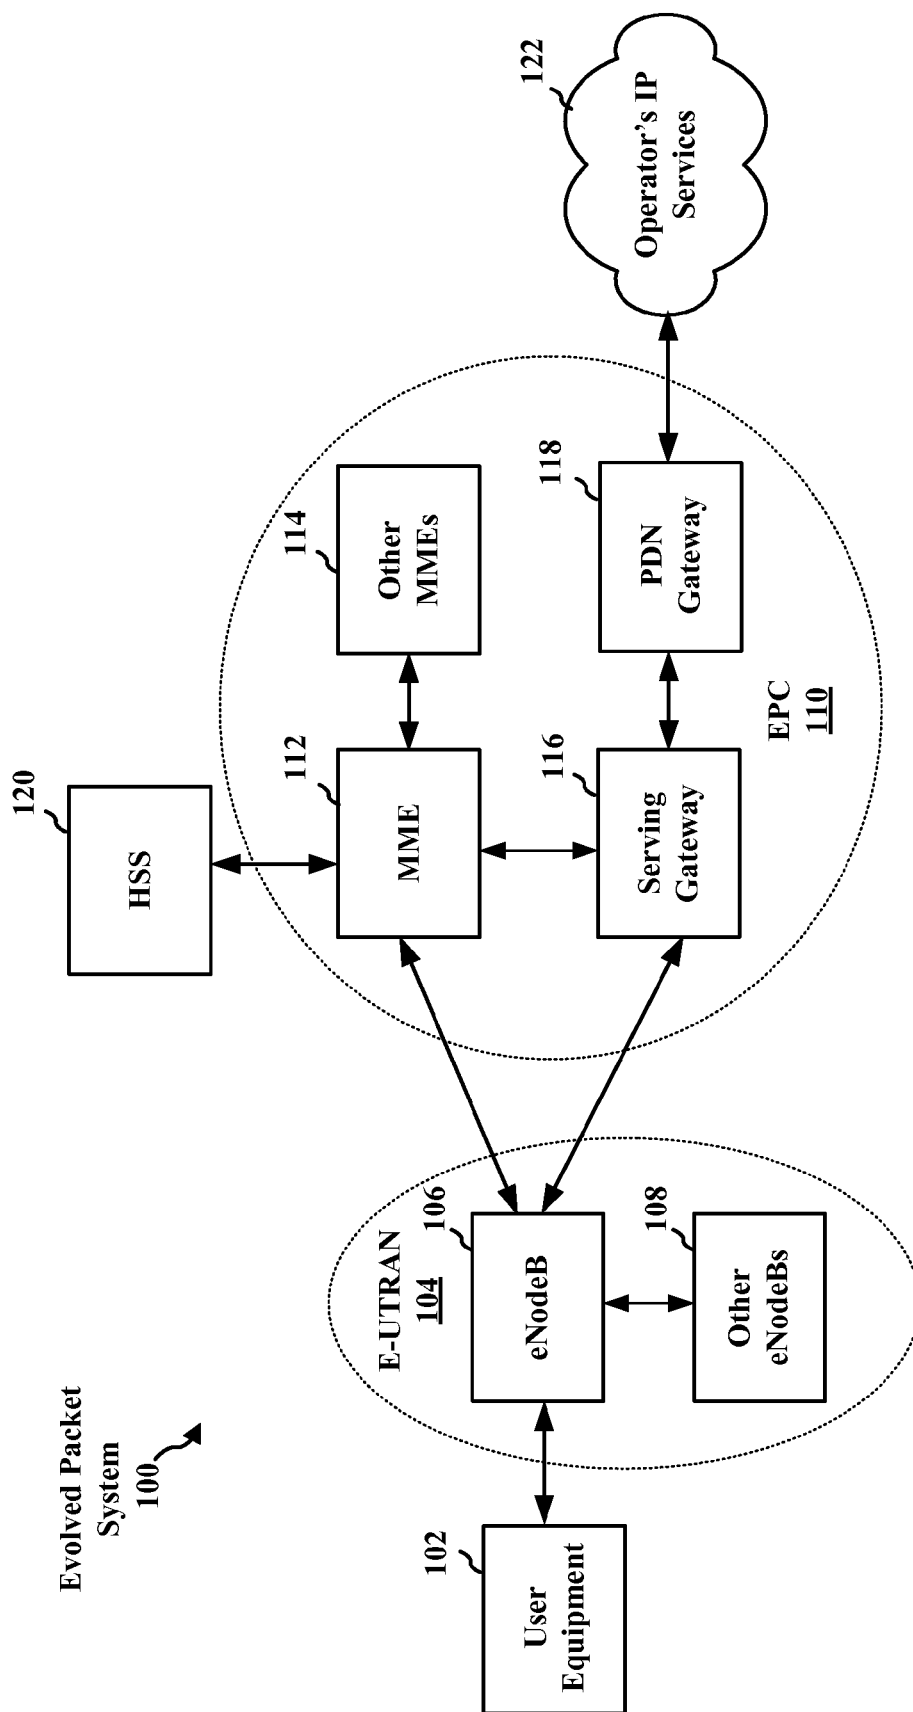 Evolved Packet
System
100
102
User
Equipment
E-UTRAN
104
106
eNodeB
108
Other
eNodeBs
120
HSS
112
MME
114
Other
MMEs
116
Serving
Gateway
118
PDN
Gateway
EPC
110
122
Operator's IP
Services